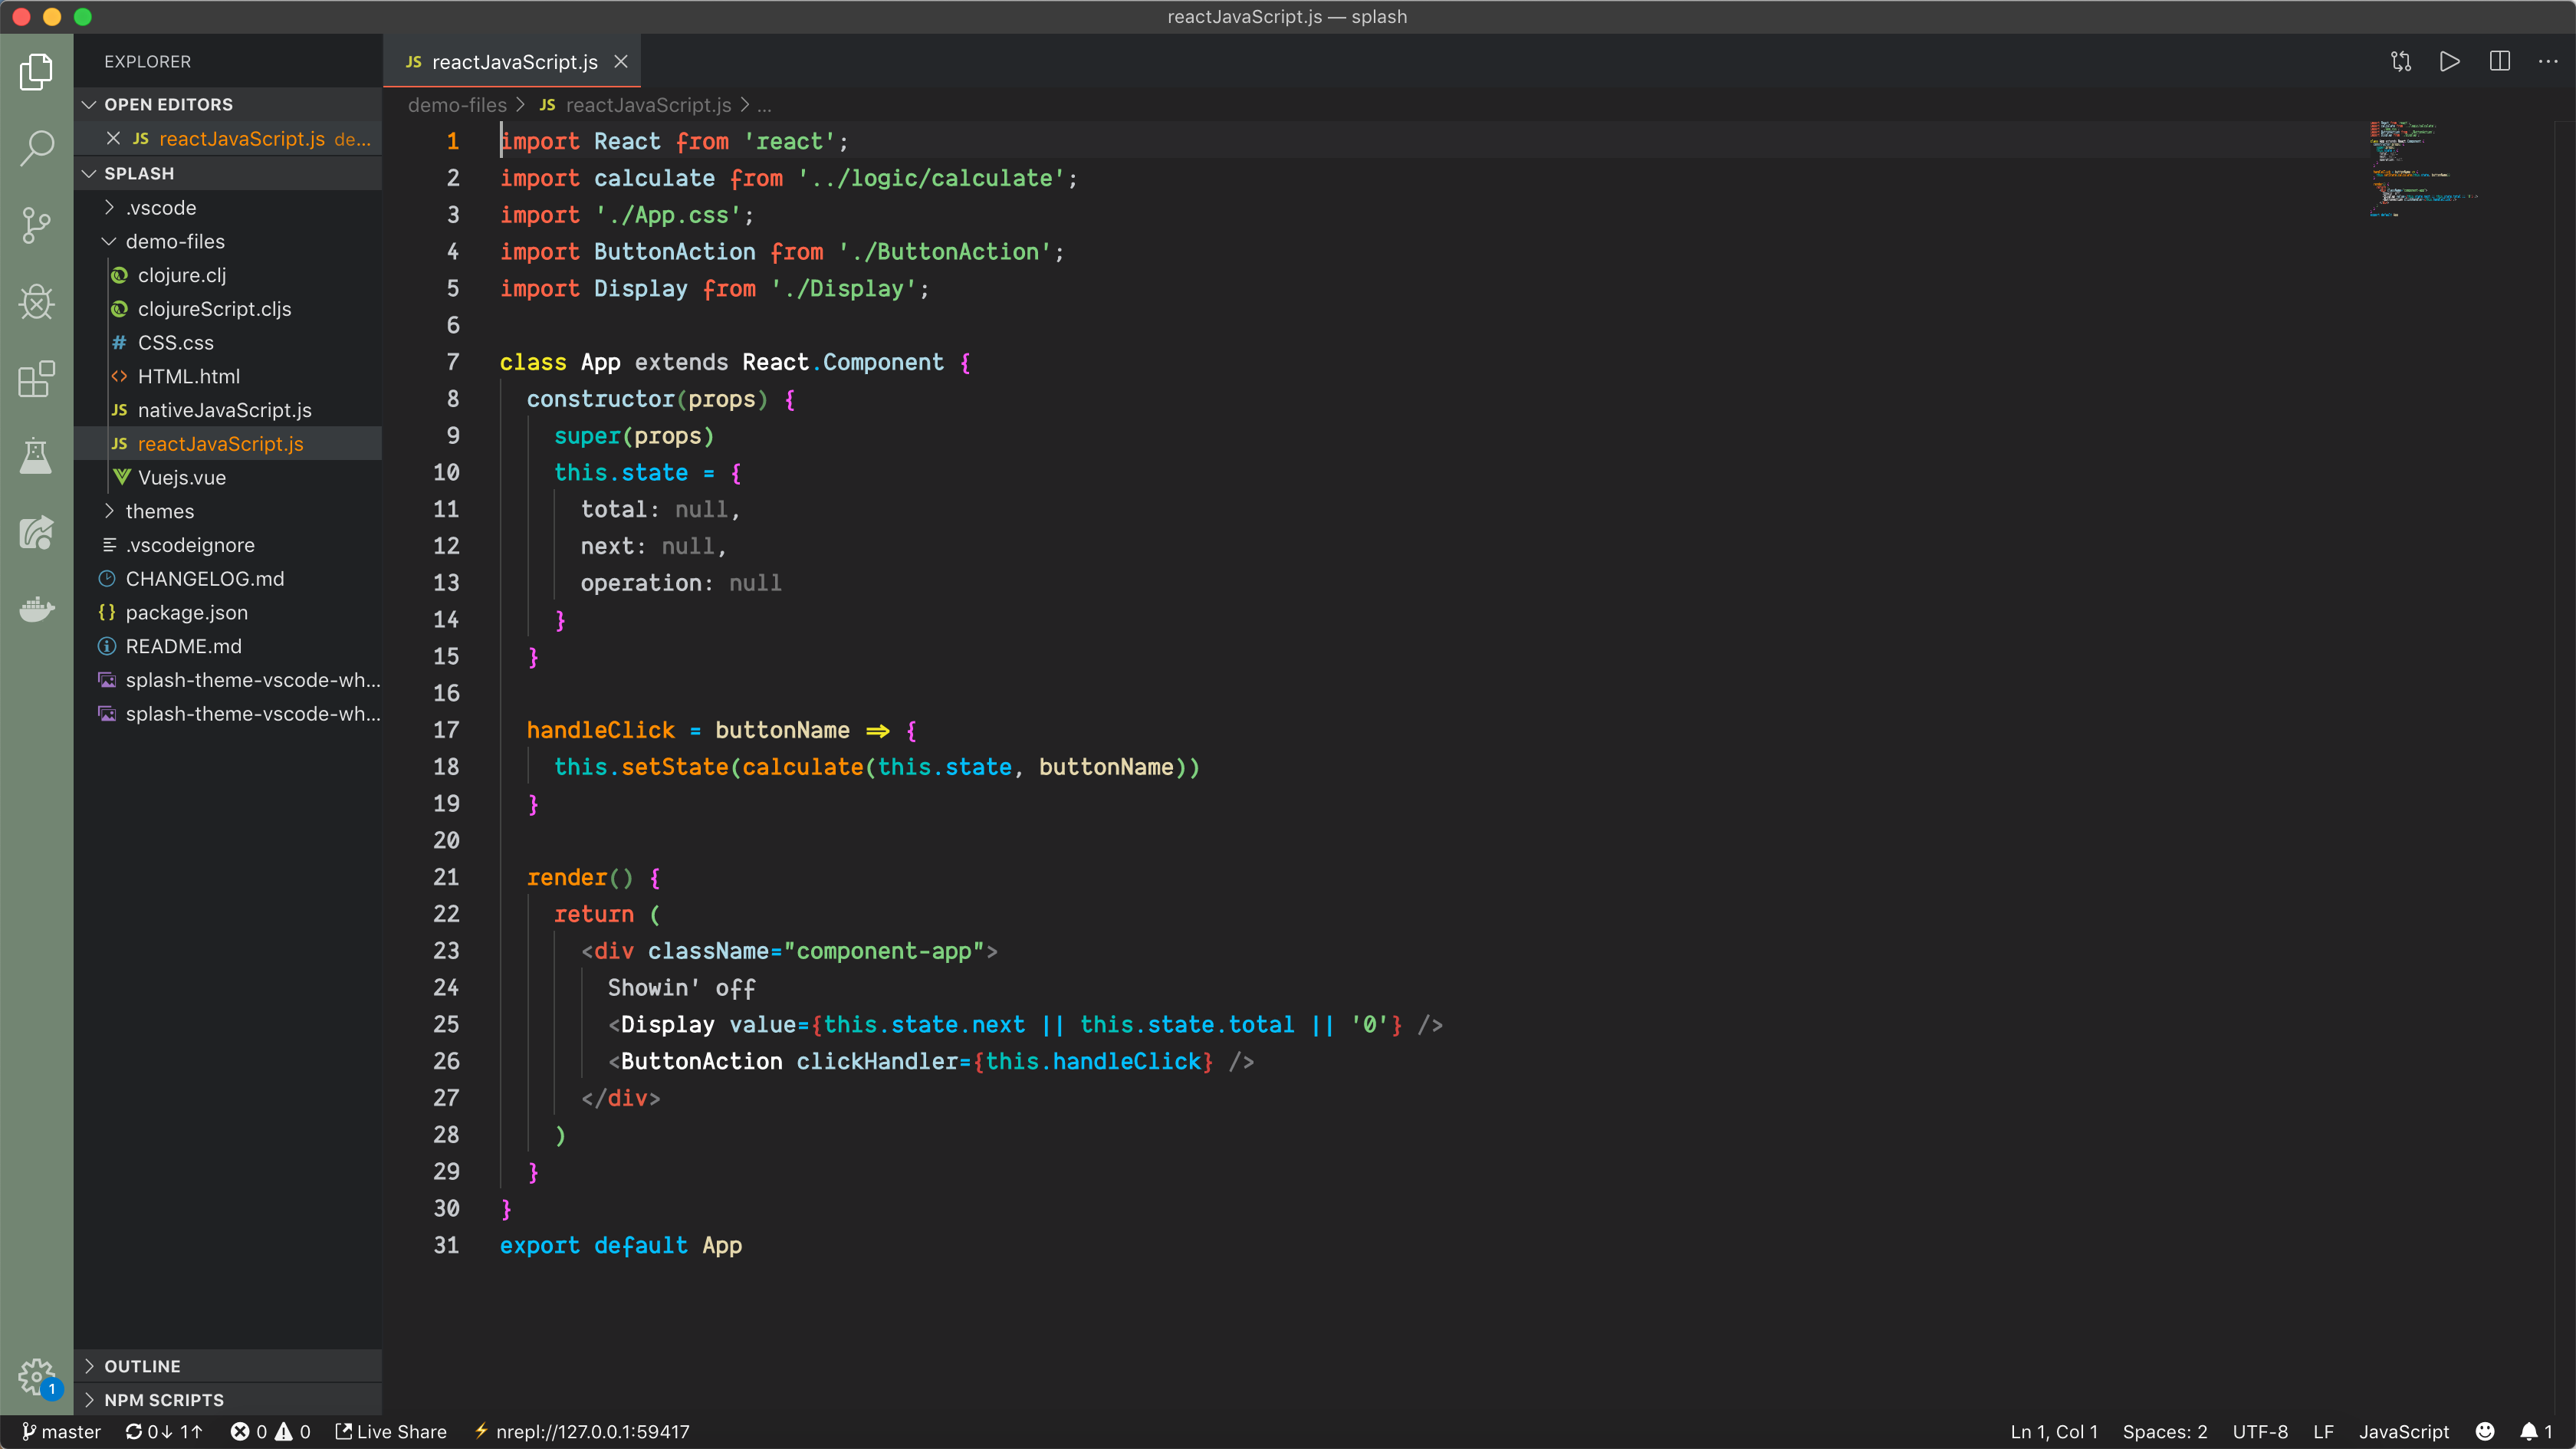 reactJavaScript.js — splash
EXPLORER
OPEN EDITORS
JS reactJavaScript.js de...
SPLASH
.vscode
demo-files
clojure.clj
clojureScript.cljs
# CSS.css
<> HTML.html
JS nativeJavaScript.js
JS reactJavaScript.js
Vuejs.vue
themes
.vscodeignore
CHANGELOG.md
{} package.json
README.md
splash-theme-vscode-wh...
splash-theme-vscode-wh...
OUTLINE
NPM SCRIPTS
1
JS reactJavaScript.js
demo-files > JS reactJavaScript.js > ...
1 import React from 'react';
2 import calculate from '../logic/calculate';
3 import './App.css';
4 import ButtonAction from './ButtonAction';
5 import Display from './Display';
6
7 class App extends React.Component {
8   constructor(props) {
9     super(props)
10     this.state = {
11       total: null,
12       next: null,
13       operation: null
14     }
15   }
16
17   handleClick = buttonName => {
18     this.setState(calculate(this.state, buttonName))
19   }
20
21   render() {
22     return (
23       <div className="component-app">
24         Showin' off
25         <Display value={this.state.next || this.state.total || '0'} />
26         <ButtonAction clickHandler={this.handleClick} />
27       </div>
28     )
29   }
30 }
31 export default App
master 0↓ 1↑ 0 0 Live Share nrepl://127.0.0.1:59417 Ln 1, Col 1 Spaces: 2 UTF-8 LF JavaScript 1